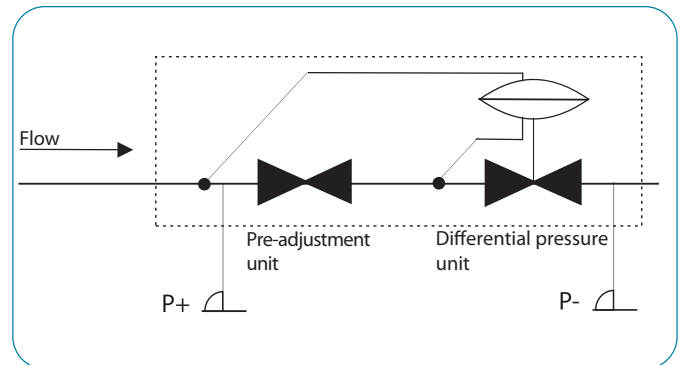 Flow
Pre-adjustment
unit
Differential pressure
unit
P+
P-